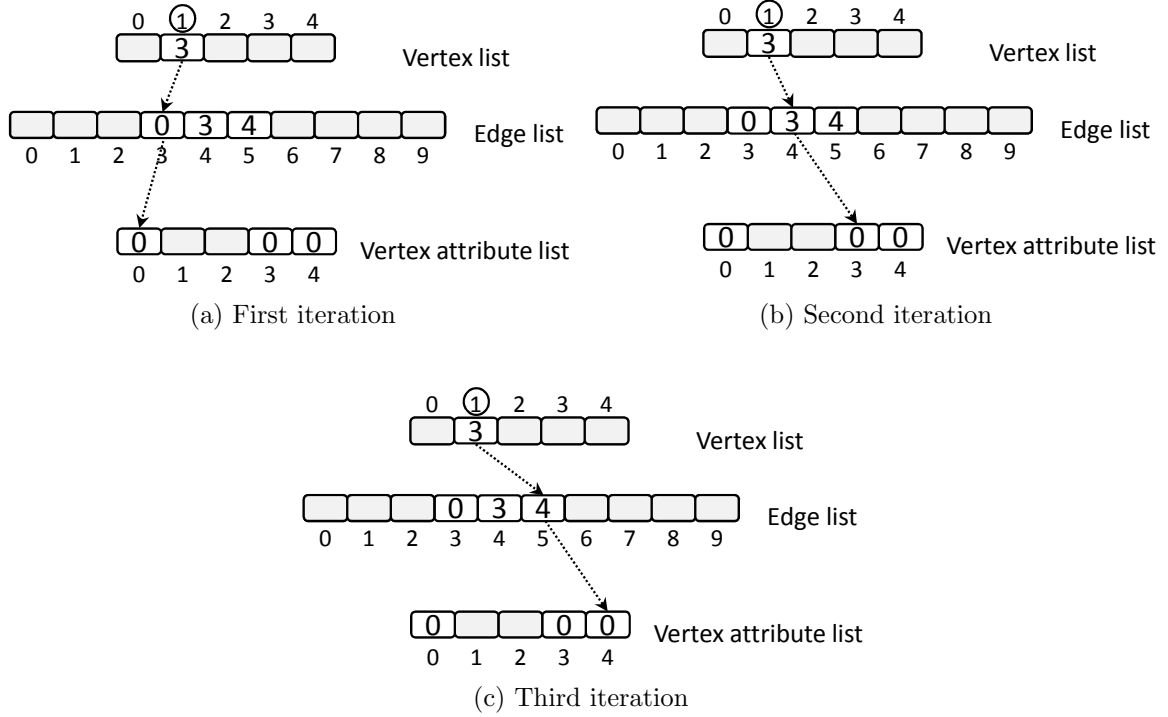 0 1 2 3 4
3
Vertex list
0 3 4
Edge list
0 1 2 3 4 5 6 7 8 9
0 0 0
Vertex attribute list
0 1 2 3 4
(a) First iteration
0 1 2 3 4
3
Vertex list
0 3 4
Edge list
0 1 2 3 4 5 6 7 8 9
0 0 0
Vertex attribute list
0 1 2 3 4
(b) Second iteration
0 1 2 3 4
3
Vertex list
0 3 4
Edge list
0 1 2 3 4 5 6 7 8 9
0 0 0
Vertex attribute list
0 1 2 3 4
(c) Third iteration